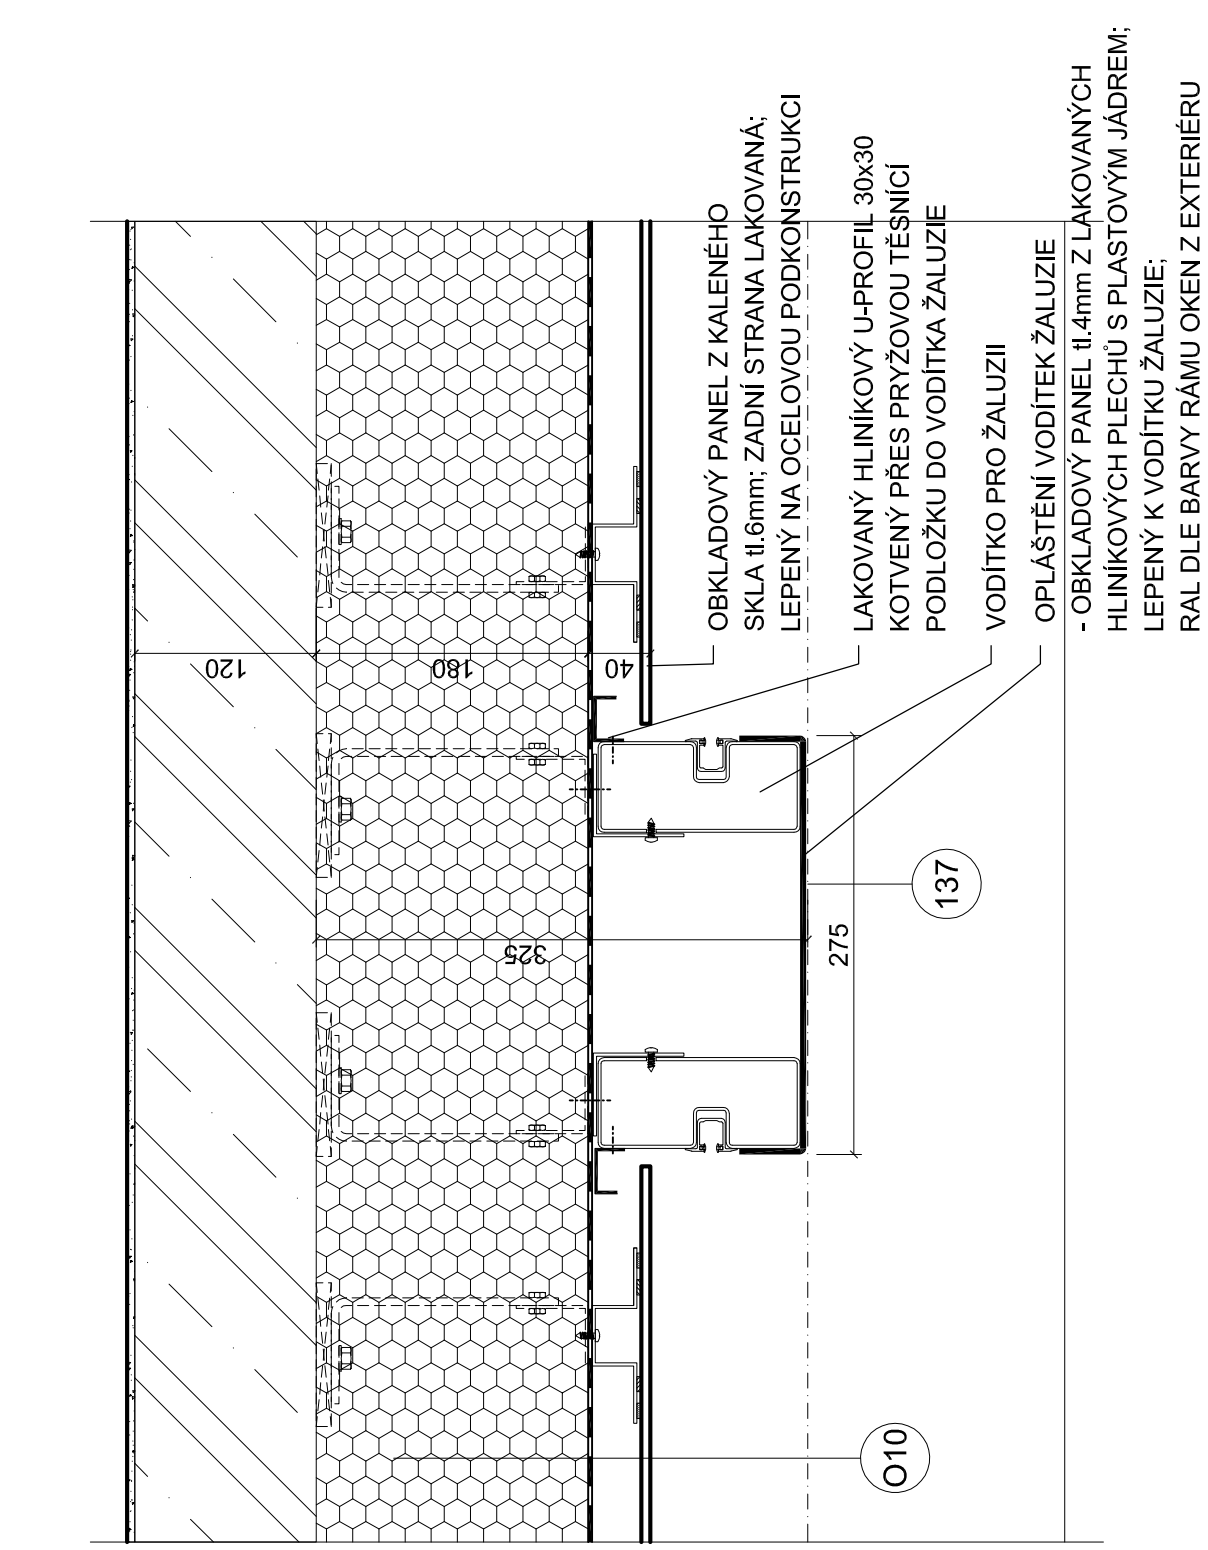 OBKLADOVÝ PANEL Z KALENÉHO
SKLA tl.6mm; ZADNÍ STRANA LAKOVANÁ;
LEPENÝ NA OCELOVOU PODKONSTRUKCI
LAKOVANÝ HLINÍKOVÝ U-PROFIL 30x30
KOTVENÝ PŘES PRYŽOVOU TĚSNÍCÍ
PODLOŽKU DO VODÍTKA ŽALUZIE
VODÍTKO PRO ŽALUZII
OPLÁŠTĚNÍ VODÍTEK ŽALUZIE
- OBKLADOVÝ PANEL tl.4mm Z LAKOVANÝCH
HLINÍKOVÝCH PLECHŮ S PLASTOVÝM JÁDREM;
LEPENÝ K VODÍTKU ŽALUZIE;
RAL DLE BARVY RÁMU OKEN Z EXTERIÉRU
120
180
40
325
275
137
O10